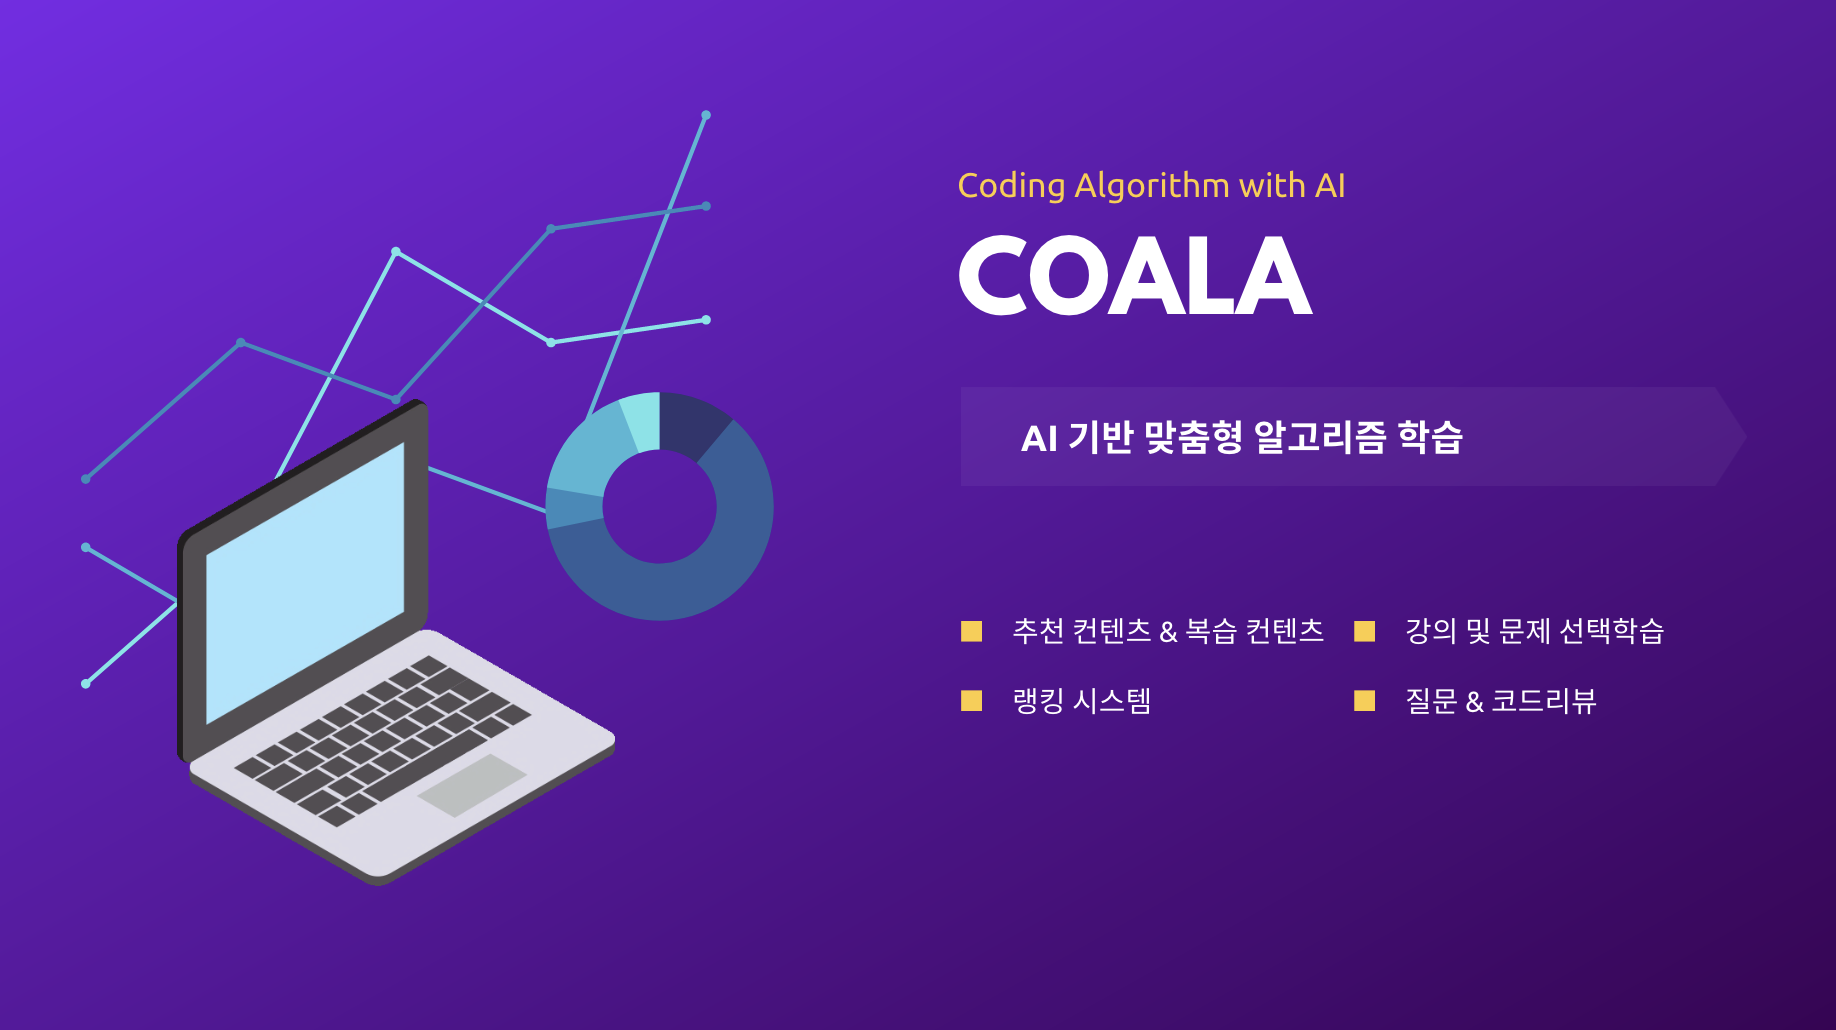 Coding Algorithm with AI
COALA
AI 기반 맞춤형 알고리즘 학습
추천 컨텐츠 & 복습 컨텐츠
강의 및 문제 선택학습
랭킹 시스템
질문 & 코드리뷰